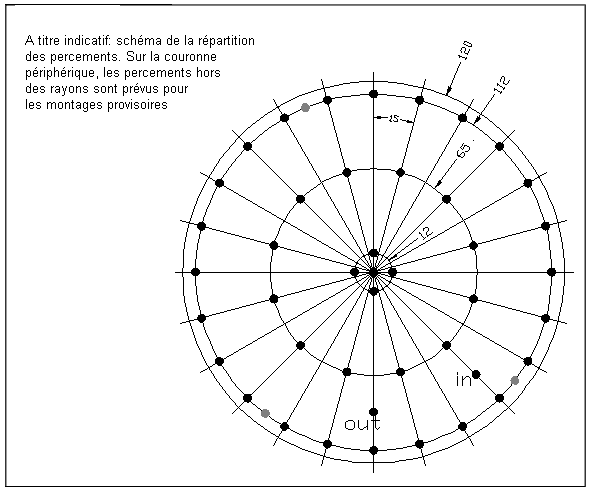 A titre indicatif: schéma de la répartition
des percements. Sur la couronne
périphérique, les percements hors
des rayons sont prévus pour
les montages provisoires
120
112
15
65
12
in
out